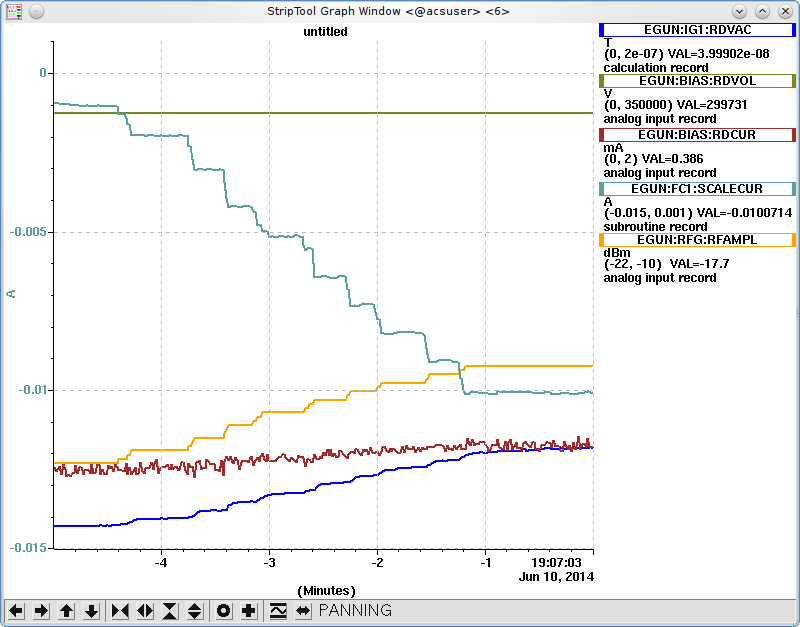 StripTool Graph Window <@acsuser> <6>
untitled
0
-0.005
-0.01
-0.015
A
-4
-3
-2
-1
19:07:03
Jun 10, 2014
(Minutes)
EGUN:IG1:RDVAC
T
(0, 2e-07) VAL=3.99902e-08
calculation record
EGUN:BIAS:RDVOL
V
(0, 350000) VAL=299731
analog input record
EGUN:BIAS:RDCUR
mA
(0, 2) VAL=0.386
analog input record
EGUN:FC1:SCALECUR
A
(-0.015, 0.001) VAL=-0.0100714
subroutine record
EGUN:RFG:RFAMPL
dBm
(-22, -10) VAL=-17.7
analog input record
PANNING